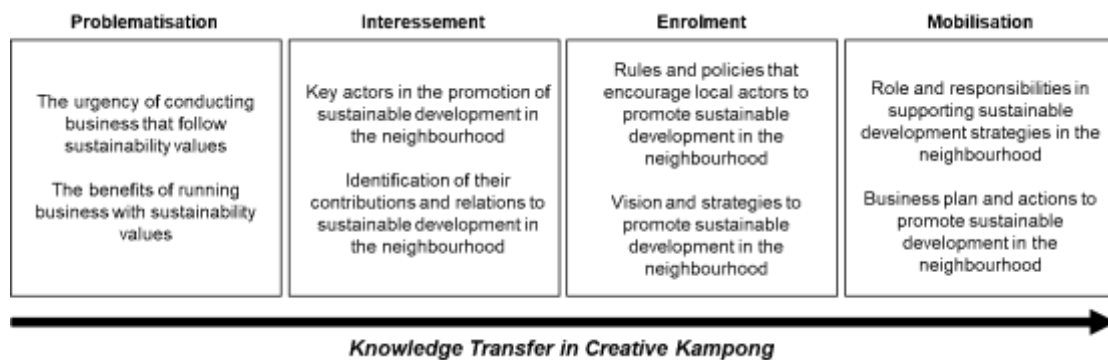 Problematisation
The urgency of conducting
business that follow
sustainability values
The benefits of running
business with sustainability
values
Interessement
Key actors in the promotion of
sustainable development in
the neighbourhood
Identification of their
contributions and relations to
sustainable development in
the neighbourhood
Enrolment
Rules and policies that
encourage local actors to
promote sustainable
development in the
neighbourhood
Vision and strategies to
promote sustainable
development in the
neighbourhood
Mobilisation
Role and responsibilities in
supporting sustainable
development strategies in the
neighbourhood
Business plan and actions to
promote sustainable
development in the
neighbourhood
Knowledge Transfer in Creative Kampong